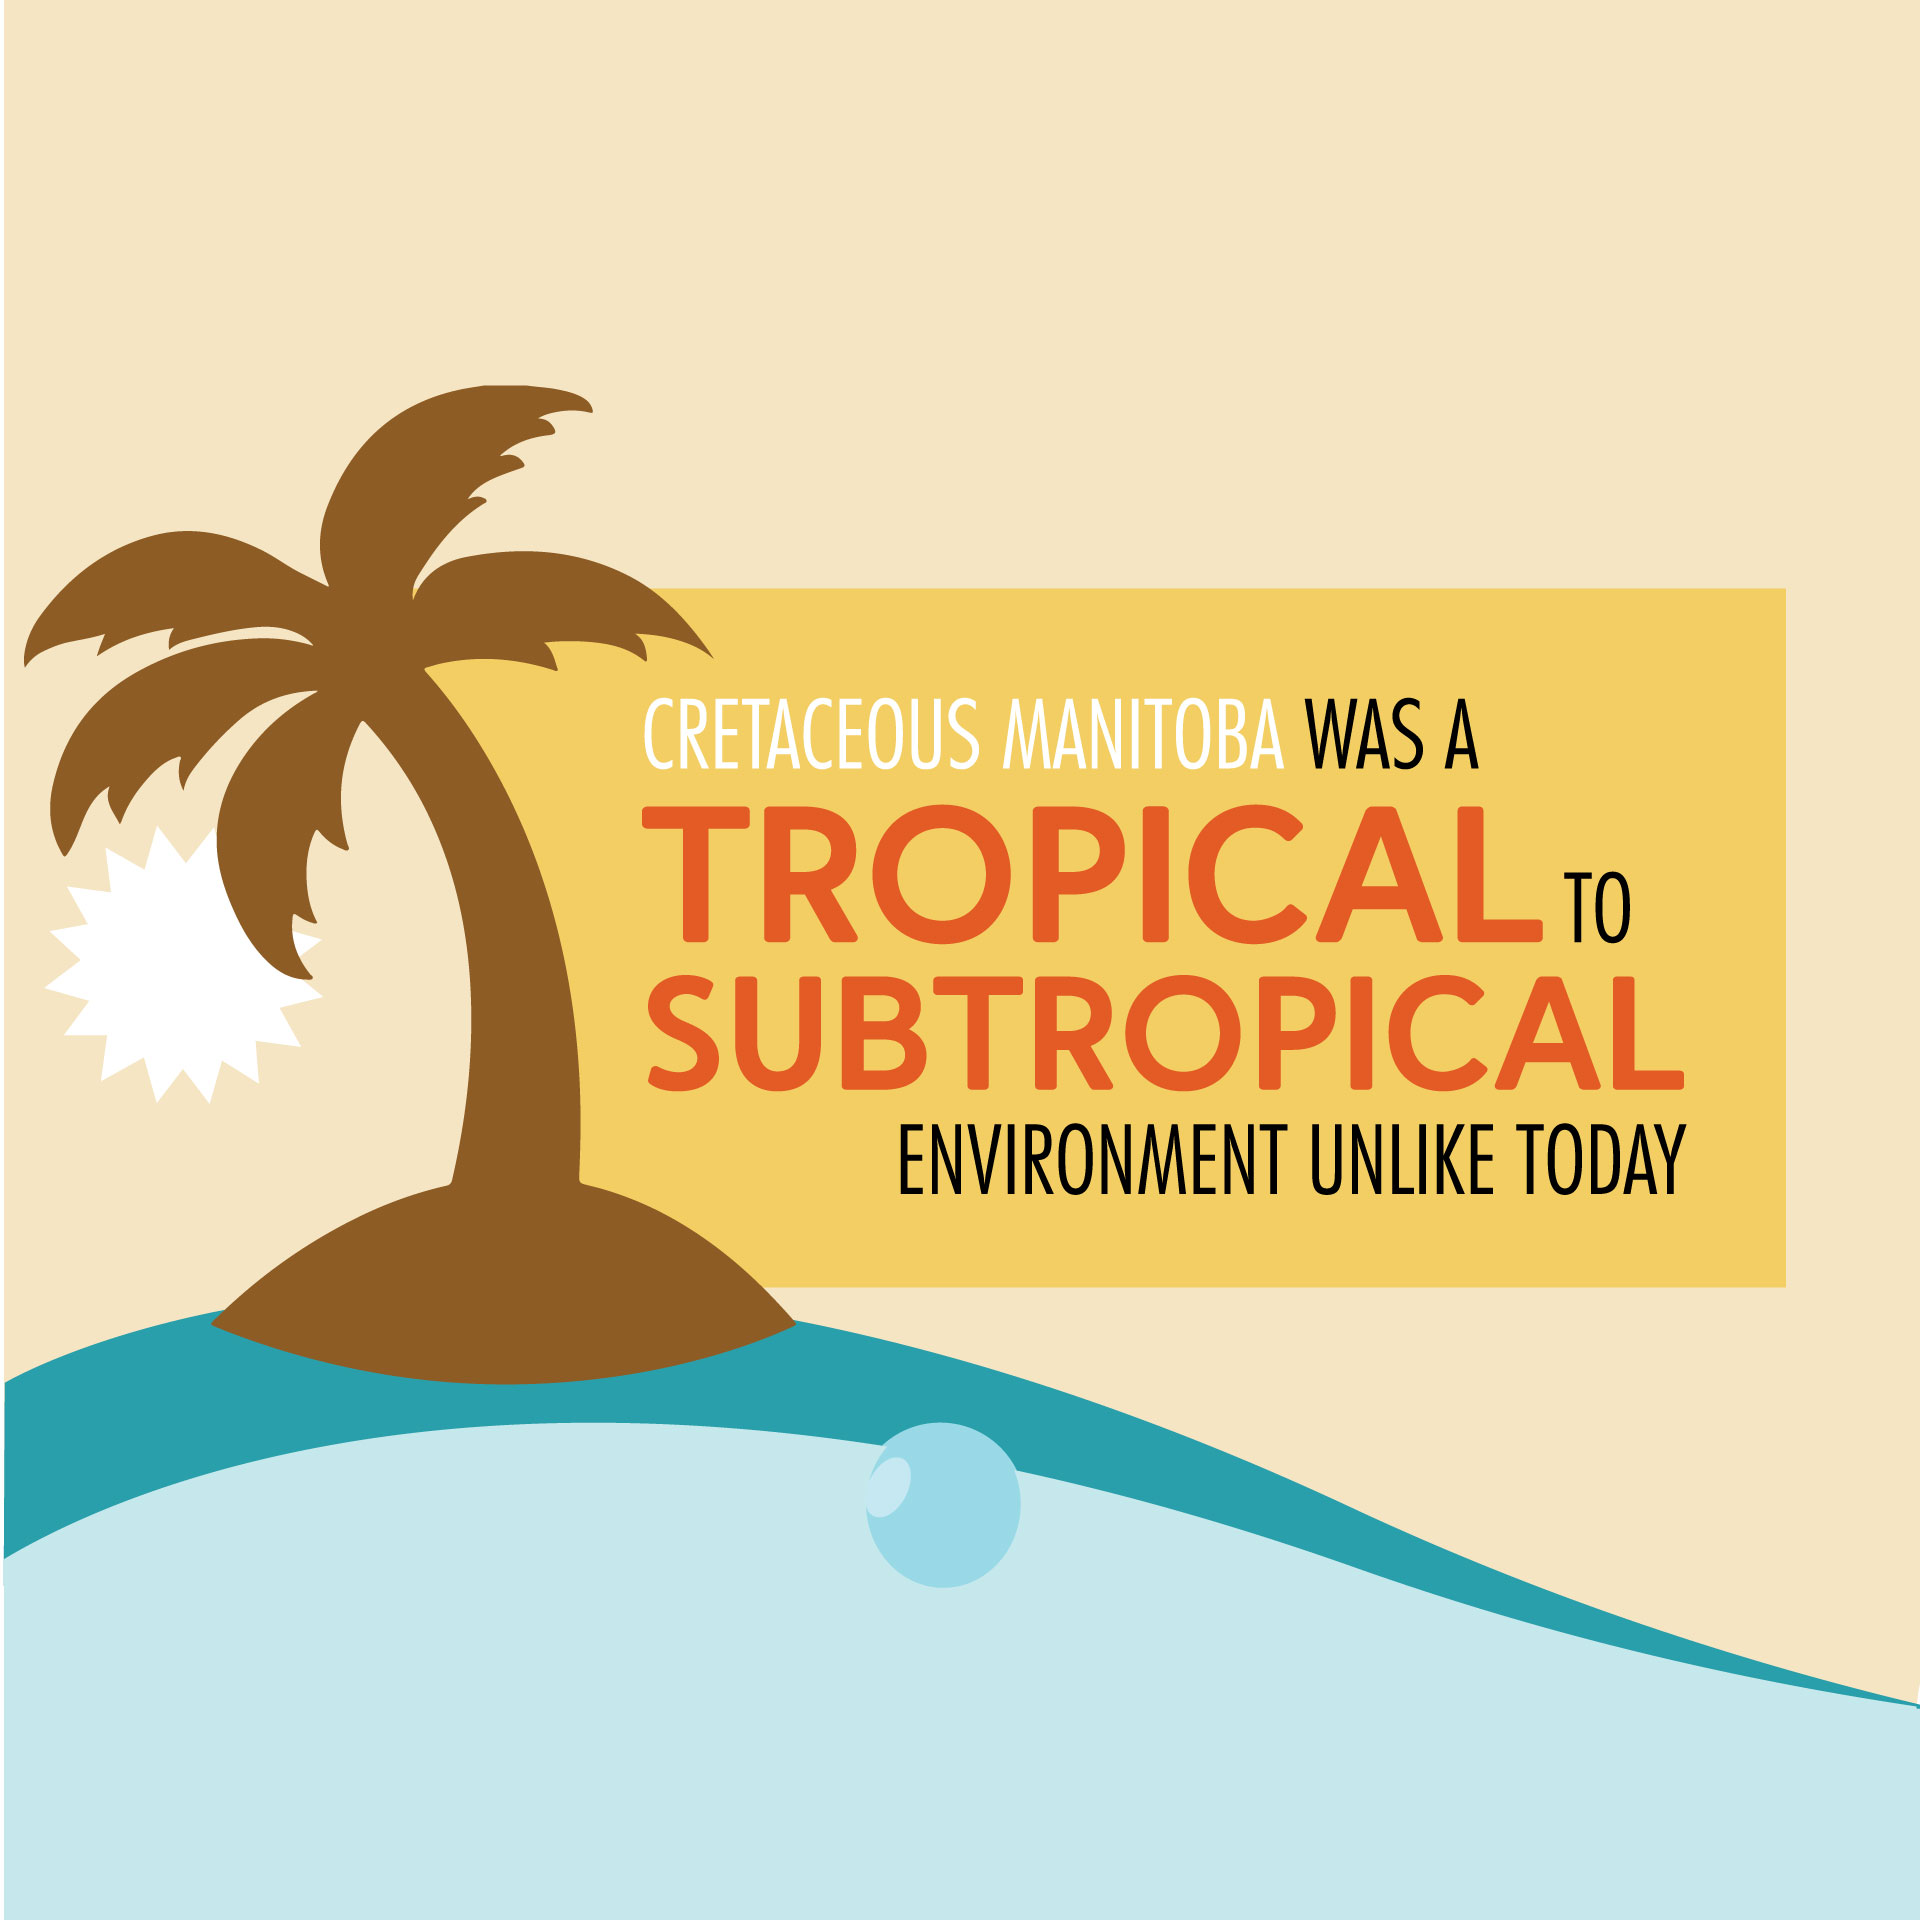 CRETACEOUS MANITOBA WAS A
TROPICAL TO
SUBTROPICAL
ENVIRONMENT UNLIKE TODAY